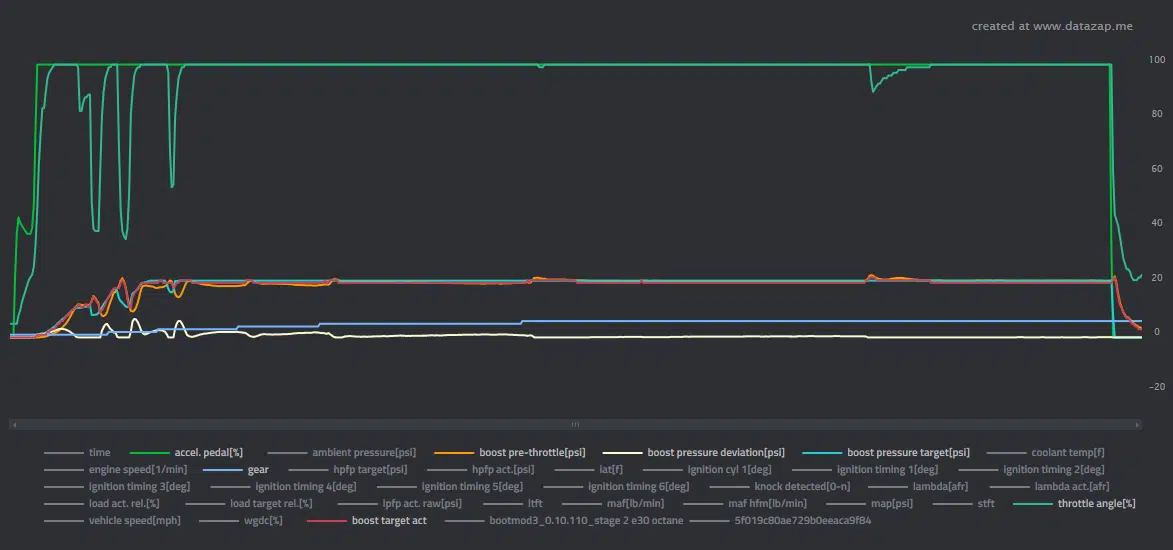 created at www.datazap.me
100
80
60
40
20
0
−20
time accel. pedal[%] ambient pressure[psi] boost pre-throttle[psi] boost pressure deviation[psi] boost pressure target[psi] coolant temp[f]
engine speed[1/min] gear hpfp target[psi] hpfp act.[psi] iat[f] ignition cyl 1[deg] ignition timing 1[deg] ignition timing 2[deg]
ignition timing 3[deg] ignition timing 4[deg] ignition timing 5[deg] ignition timing 6[deg] knock detected[0-n] lambda[afr] lambda act.[afr]
load act. rel.[%] load target rel.[%] lpfp act. raw[psi] ltft maf[lb/min] maf hfm[lb/min] map[psi] stft throttle angle[%]
vehicle speed[mph] wgdc[%] boost target act bootmod3_0.10.110_stage 2 e30 octane 5f019c80ae729b0eeaca9f84